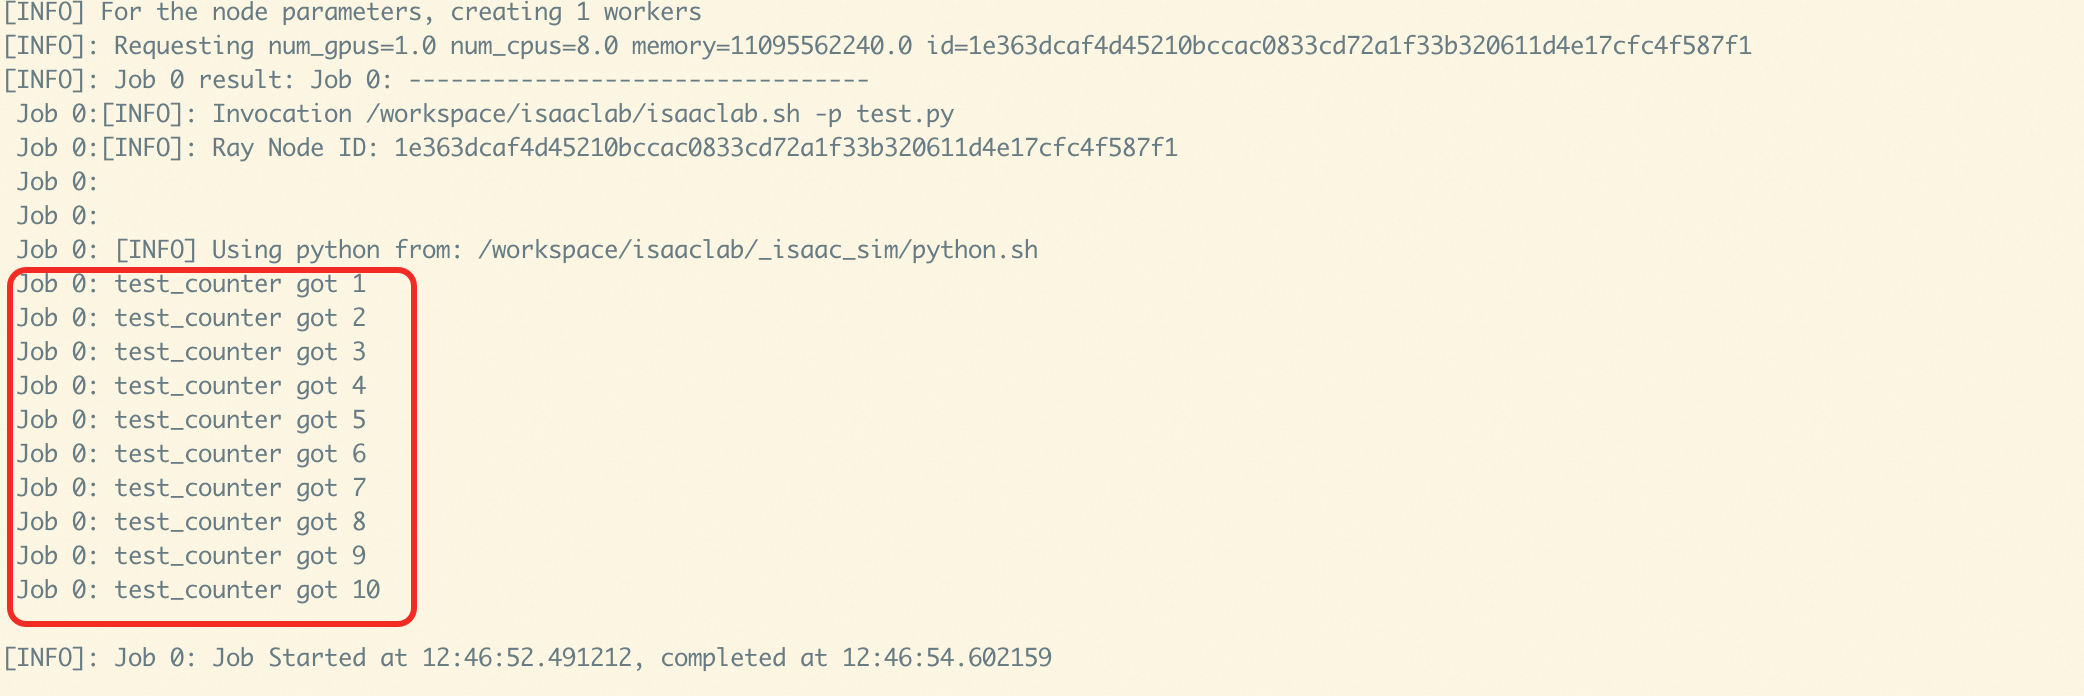 [INFO] For the node parameters, creating 1 workers
[INFO]: Requesting num_gpus=1.0 num_cpus=8.0 memory=11095562240.0 id=1e363dcaf4d45210bccac0833cd72a1f33b320611d4e17cfc4f587f1
[INFO]: Job 0 result: Job 0: ---------------------------------
Job 0:[INFO]: Invocation /workspace/isaaclab/isaaclab.sh -p test.py
Job 0:[INFO]: Ray Node ID: 1e363dcaf4d45210bccac0833cd72a1f33b320611d4e17cfc4f587f1
Job 0:
Job 0:
Job 0: [INFO] Using python from: /workspace/isaaclab/_isaac_sim/python.sh
Job 0: test_counter got 1
Job 0: test_counter got 2
Job 0: test_counter got 3
Job 0: test_counter got 4
Job 0: test_counter got 5
Job 0: test_counter got 6
Job 0: test_counter got 7
Job 0: test_counter got 8
Job 0: test_counter got 9
Job 0: test_counter got 10
[INFO]: Job 0: Job Started at 12:46:52.491212, completed at 12:46:54.602159